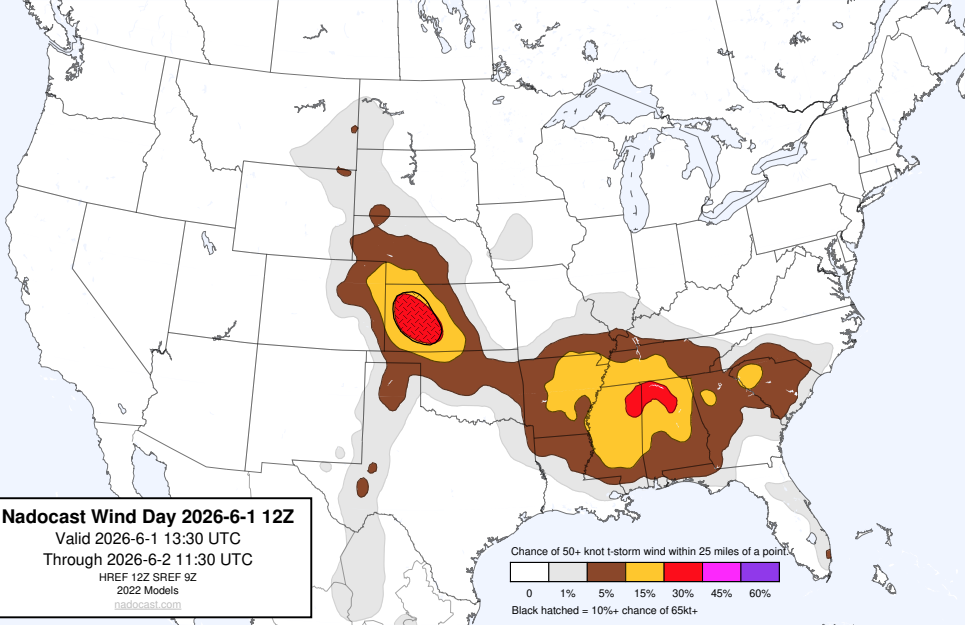 Nadocast Wind Day 2026-6-1 12Z
Valid 2026-6-1 13:30 UTC
Through 2026-6-2 11:30 UTC
HREF 12Z SREF 9Z
2022 Models
nadocast.com
Chance of 50+ knot t-storm wind within 25 miles of a point.
0 1% 5% 15% 30% 45% 60%
Black hatched = 10%+ chance of 65kt+